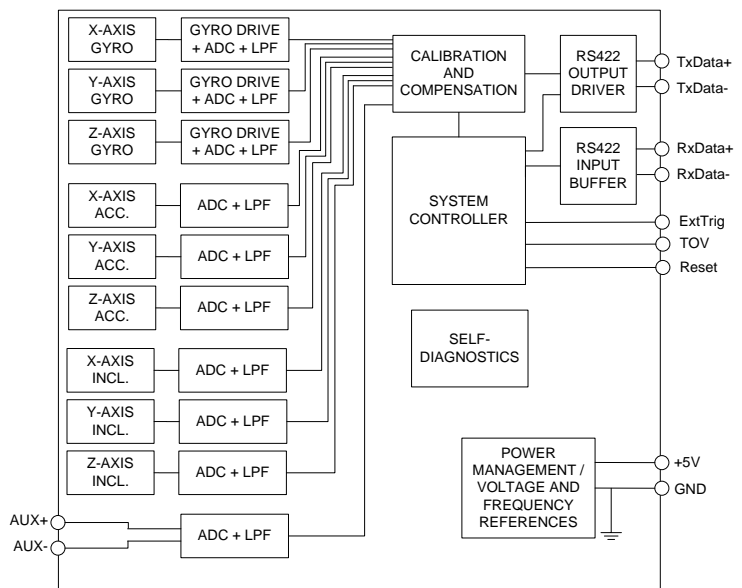 X-AXIS
GYRO
GYRO DRIVE
+ ADC + LPF
Y-AXIS
GYRO
GYRO DRIVE
+ ADC + LPF
Z-AXIS
GYRO
GYRO DRIVE
+ ADC + LPF
X-AXIS
ACC.
ADC + LPF
Y-AXIS
ACC.
ADC + LPF
Z-AXIS
ACC.
ADC + LPF
X-AXIS
INCL.
ADC + LPF
Y-AXIS
INCL.
ADC + LPF
Z-AXIS
INCL.
ADC + LPF
AUX+
AUX-
ADC + LPF
CALIBRATION
AND
COMPENSATION
RS422
OUTPUT
DRIVER
TxData+
TxData-
SYSTEM
CONTROLLER
RS422
INPUT
BUFFER
RxData+
RxData-
ExtTrig
TOV
Reset
SELF-
DIAGNOSTICS
POWER
MANAGEMENT /
VOLTAGE AND
FREQUENCY
REFERENCES
+5V
GND